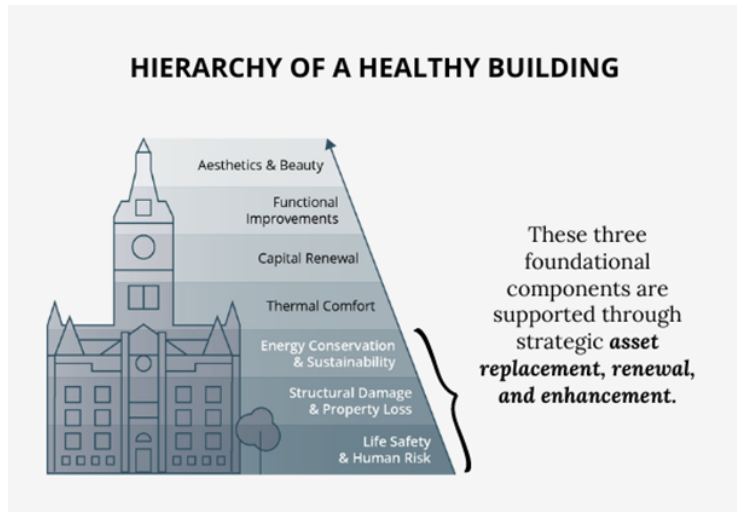 HIERARCHY OF A HEALTHY BUILDING
Aesthetics & Beauty
Functional
Improvements
Capital Renewal
Thermal Comfort
Energy Conservation
& Sustainability
Structural Damage
& Property Loss
Life Safety
& Human Risk
These three
foundational
components are
supported through
strategic asset
replacement, renewal,
and enhancement.